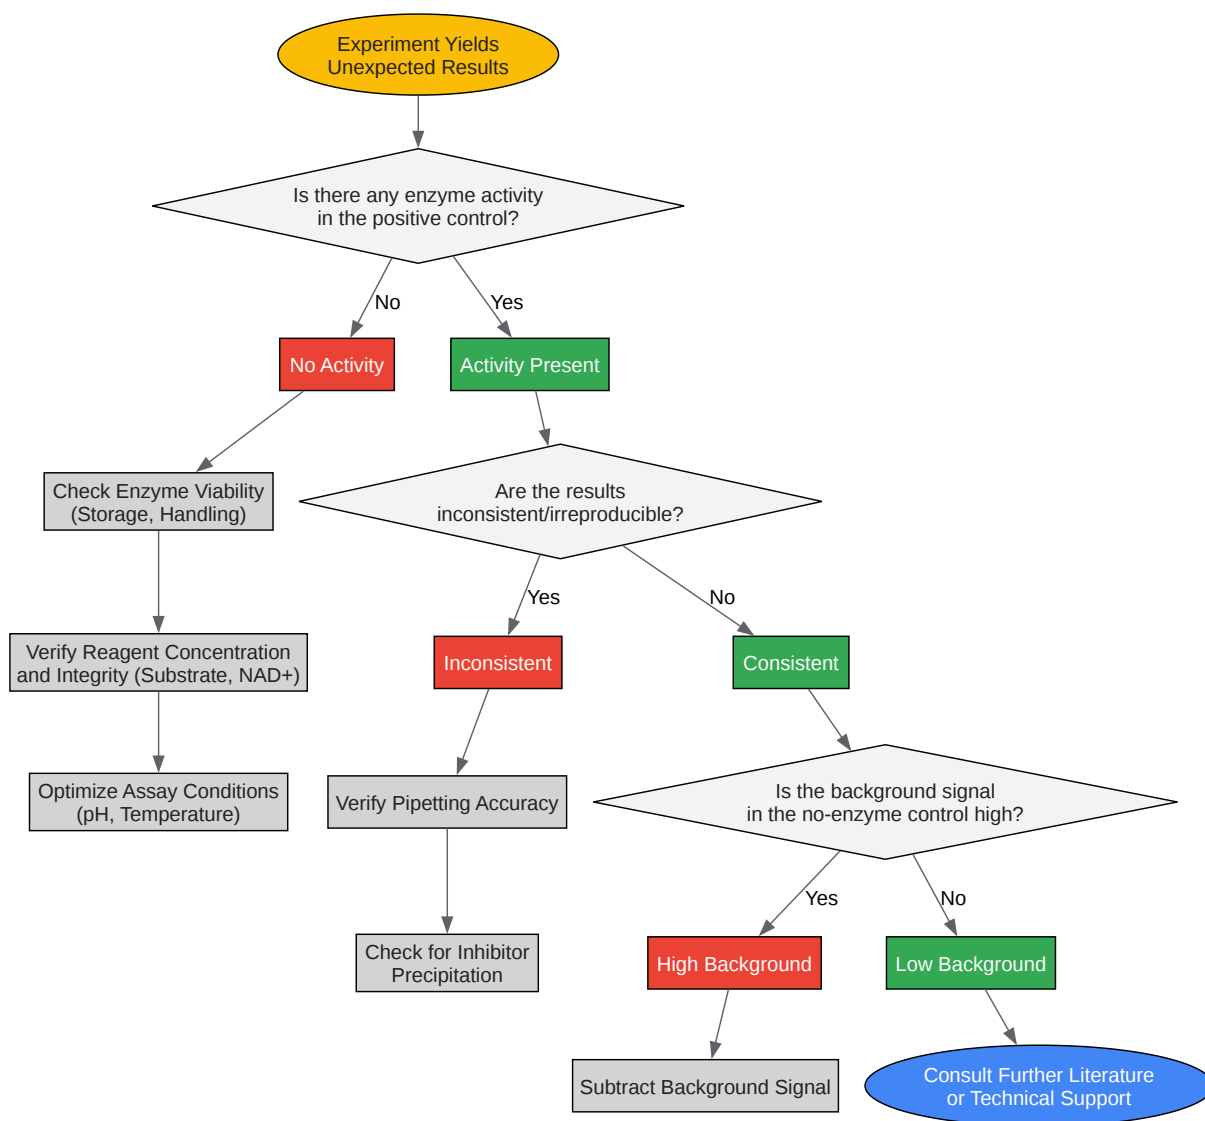 Experiment Yields
Unexpected Results
Is there any enzyme activity
in the positive control?
No
Yes
No Activity
Activity Present
Check Enzyme Viability
(Storage, Handling)
Are the results
inconsistent/irreproducible?
Yes
No
Verify Reagent Concentration
and Integrity (Substrate, NAD+)
Inconsistent
Consistent
Optimize Assay Conditions
(pH, Temperature)
Verify Pipetting Accuracy
Is the background signal
in the no-enzyme control high?
Yes
No
Check for Inhibitor
Precipitation
High Background
Low Background
Subtract Background Signal
Consult Further Literature
or Technical Support